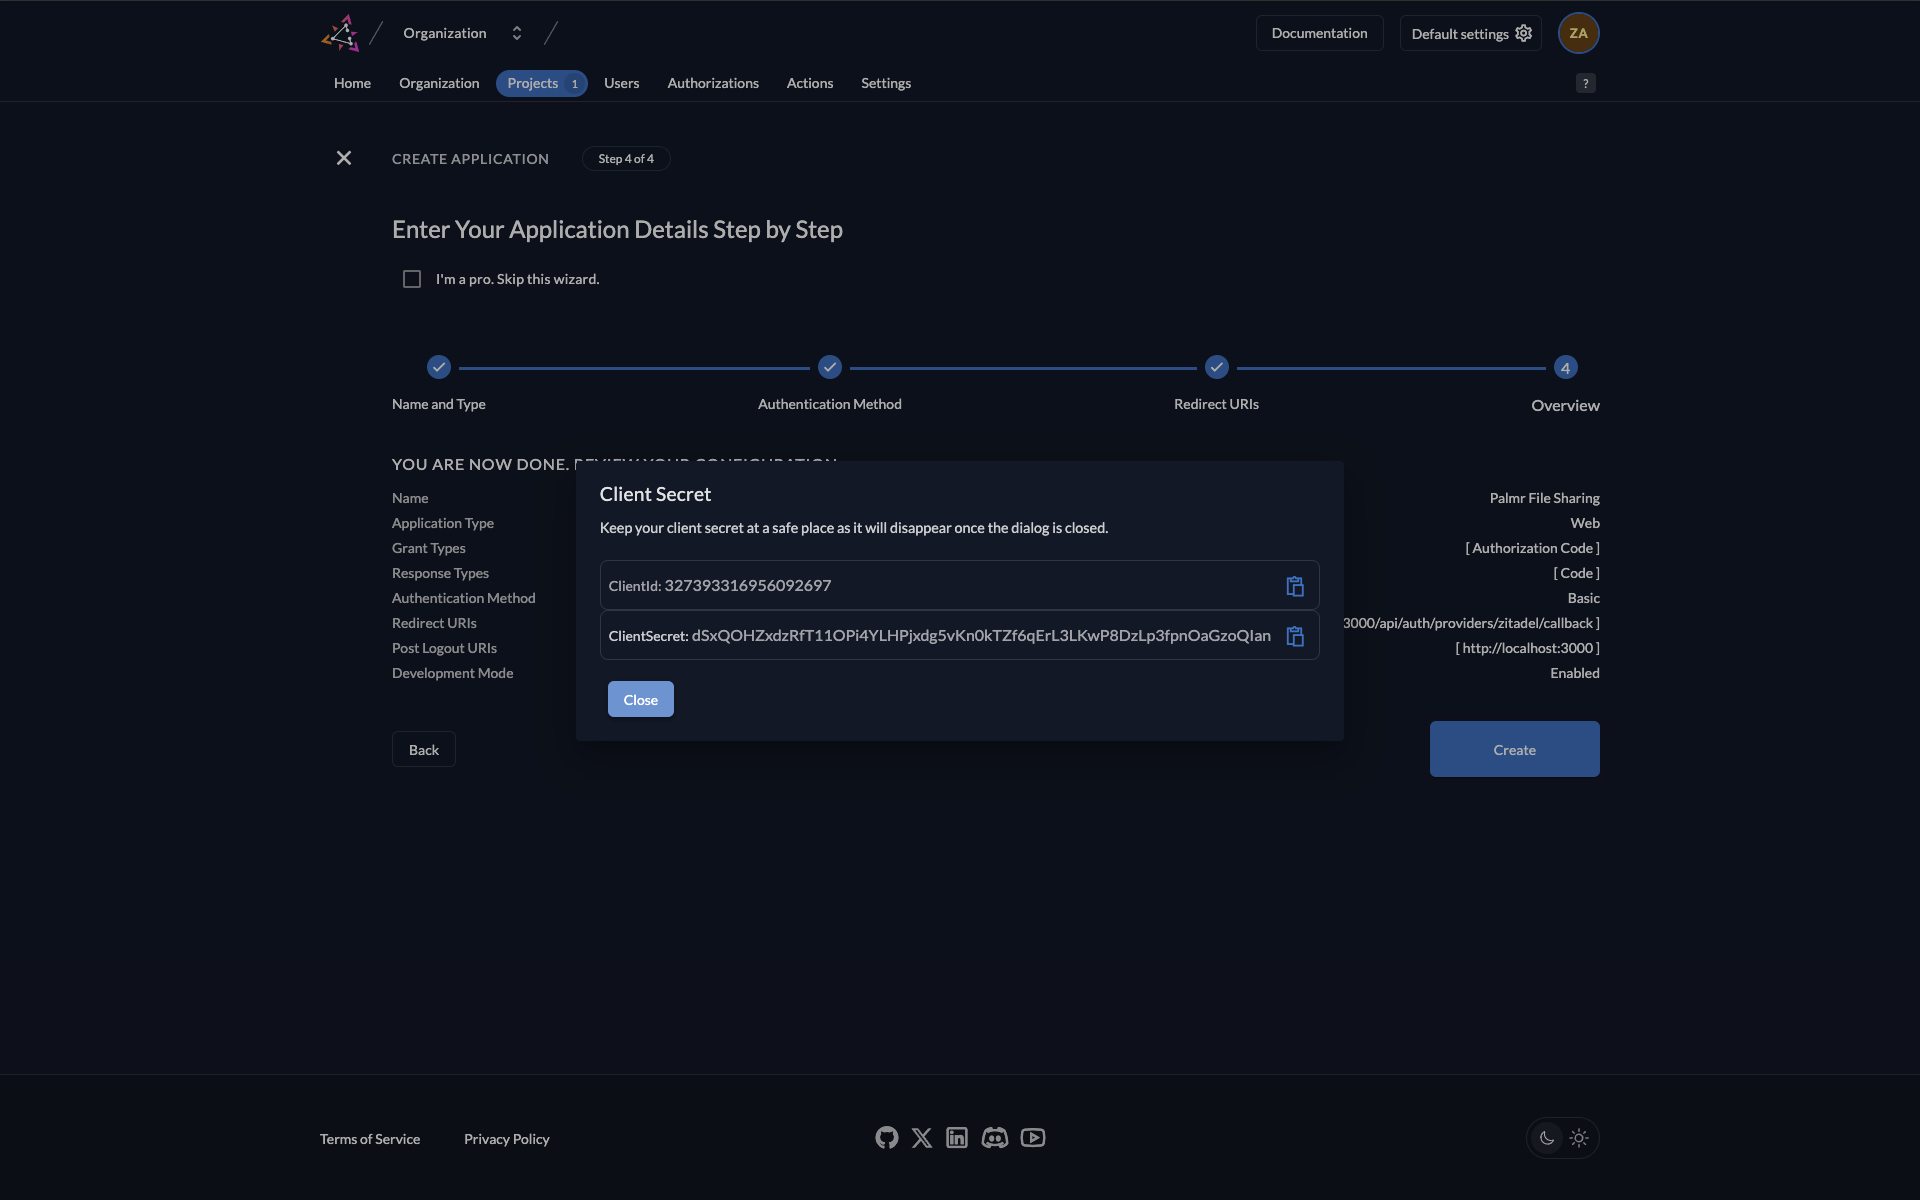 Organization
Documentation
Default settings
ZA
Home
Organization
Projects 1
Users
Authorizations
Actions
Settings
?
CREATE APPLICATION
Step 4 of 4
Enter Your Application Details Step by Step
I'm a pro. Skip this wizard.
4
Name and Type
Authentication Method
Redirect URIs
Overview
YOU ARE NOW DONE. REVIEW YOUR CONFIGURATION
Client Secret
Keep your client secret at a safe place as it will disappear once the dialog is closed.
ClientId: 327393316956092697
ClientSecret: dSxQOHZxdzRfT11OPi4YLHPjxdg5vKn0kTZf6qErL3LKwP8DzLp3fpnOaGzoQIan
Close
Name
Palmr File Sharing
Application Type
Web
Grant Types
[ Authorization Code ]
Response Types
[ Code ]
Authentication Method
Basic
Redirect URIs
3000/api/auth/providers/zitadel/callback ]
Post Logout URIs
[ http://localhost:3000 ]
Development Mode
Enabled
Back
Create
Terms of Service
Privacy Policy